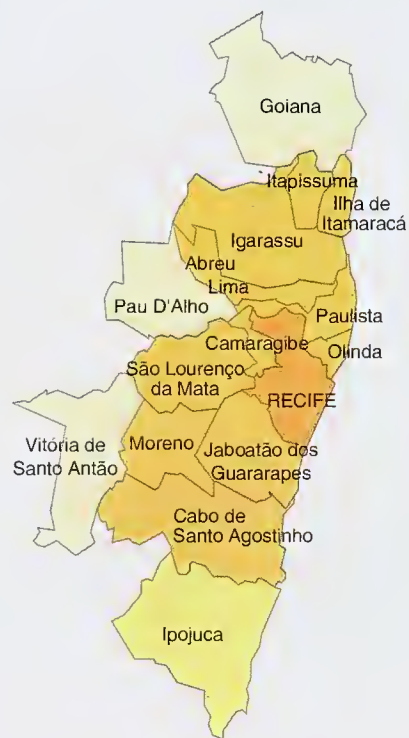 Goiana
Itapissuma
Ilha de
Itamaracá
Igarassu
Abreu
Lima
Pau D'Alho
Paulista
Camaragibe
Olinda
São Lourenço
da Mata
RECIFE
Vitória de
Santo Antão
Moreno
Jaboatão dos
Guararapes
Cabo de
Santo Agostinho
Ipojuca